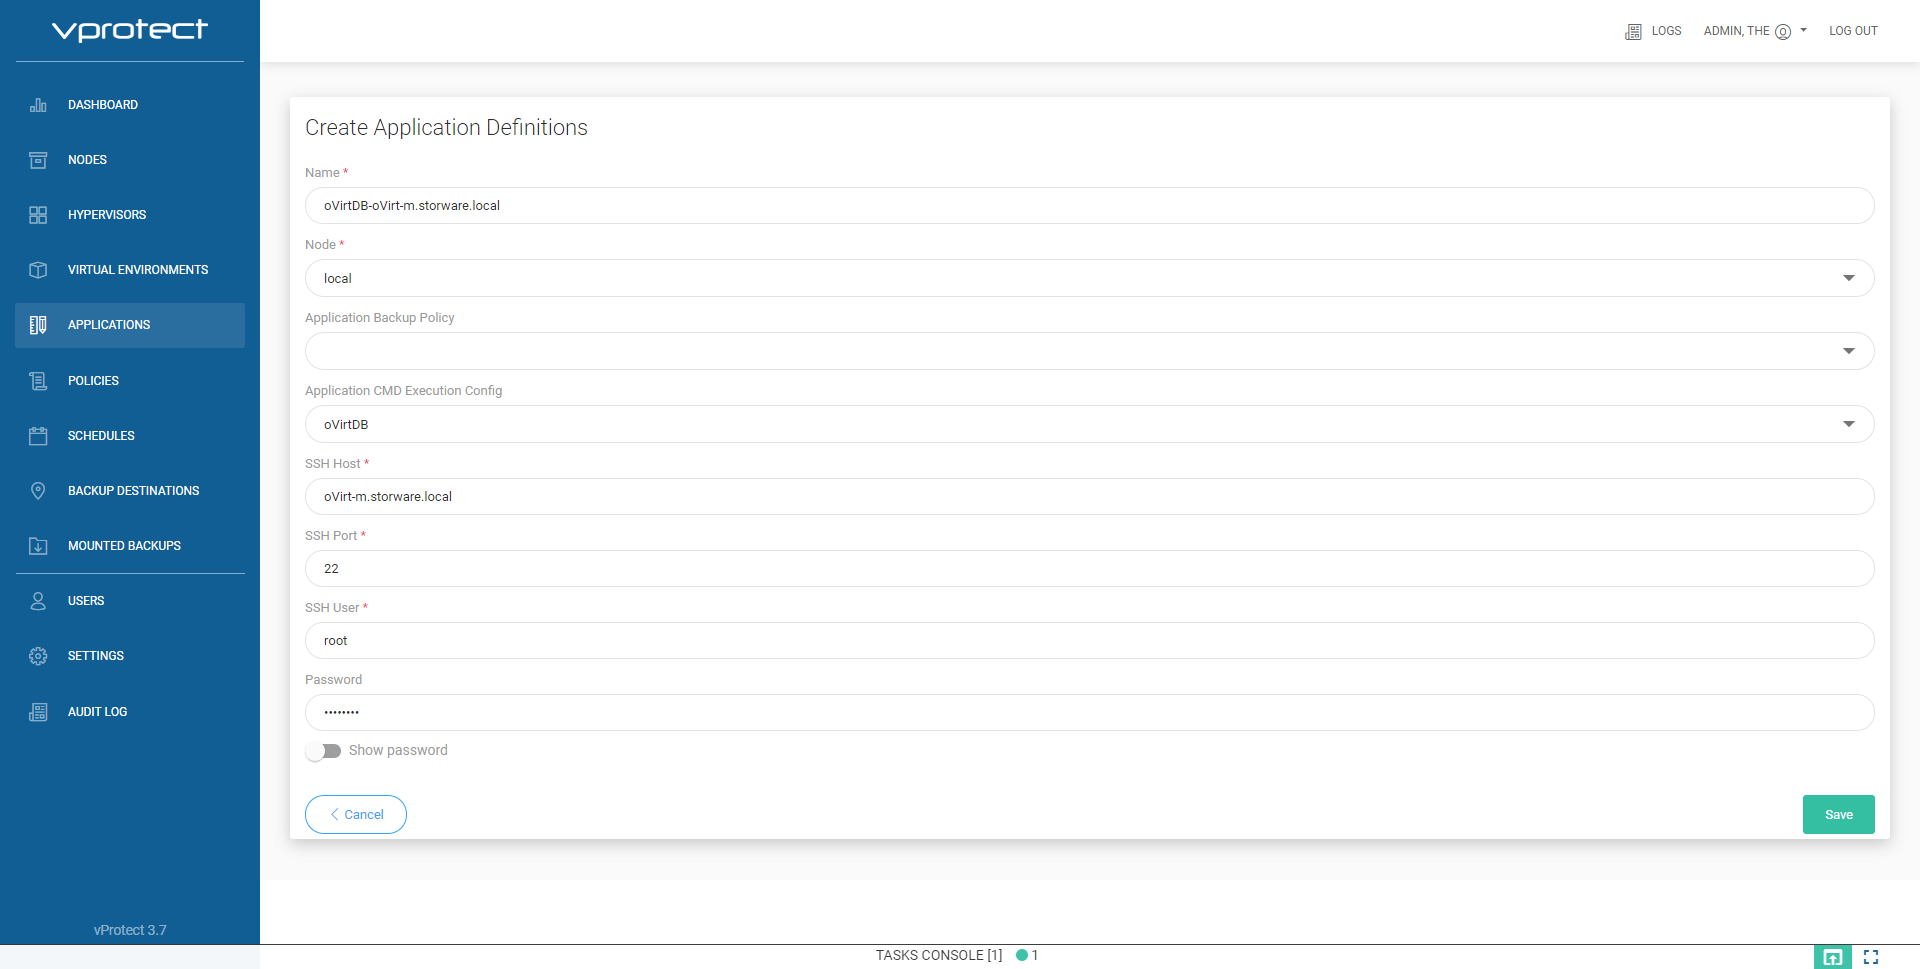 vprotect
LOGS
ADMIN, THE
LOG OUT
DASHBOARD
NODES
HYPERVISORS
VIRTUAL ENVIRONMENTS
APPLICATIONS
POLICIES
SCHEDULES
BACKUP DESTINATIONS
MOUNTED BACKUPS
USERS
SETTINGS
AUDIT LOG
vProtect 3.7
Create Application Definitions
Name *
oVirtDB-oVirt-m.storware.local
Node *
local
Application Backup Policy
Application CMD Execution Config
oVirtDB
SSH Host *
oVirt-m.storware.local
SSH Port *
22
SSH User *
root
Password
••••••••
Show password
Cancel
Save
TASKS CONSOLE [1] 1